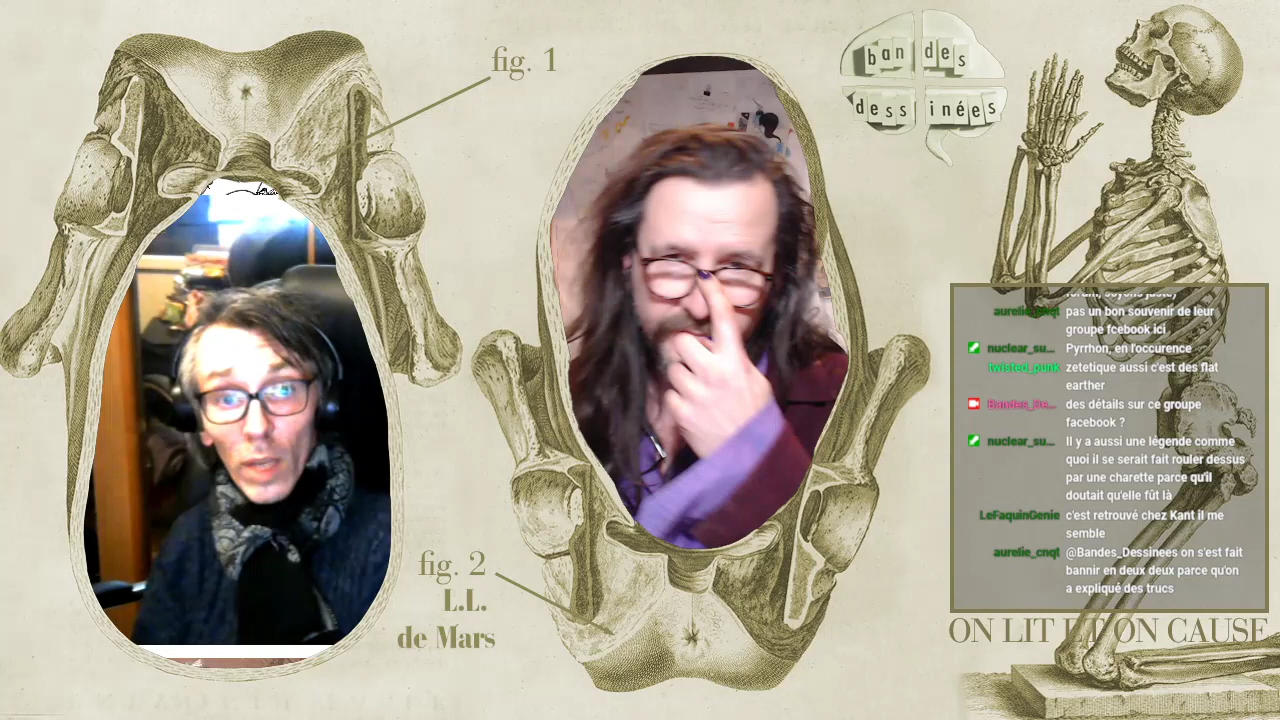 fig. 1
ban des
dess inées
forum, soyons juste)
aurelie_cnqt pas un bon souvenir de leur
groupe fcebook ici
nuclear_su... Pyrrhon, en l'occurence
twisted_punk zetetique aussi c'est des flat
earther
Bandes_De... des détails sur ce groupe
facebook ?
nuclear_su... Il y a aussi une légende comme
quoi il se serait fait rouler dessus
par une charette parce qu'il
doutait qu'elle fût là
LeFaquinGenie c'est retrouvé chez Kant il me
semble
aurelie_cnqt @Bandes_Dessinees on s'est fait
bannir en deux deux parce qu'on
a expliqué des trucs
fig. 2
L.L.
de Mars
ON LIT ET ON CAUSE